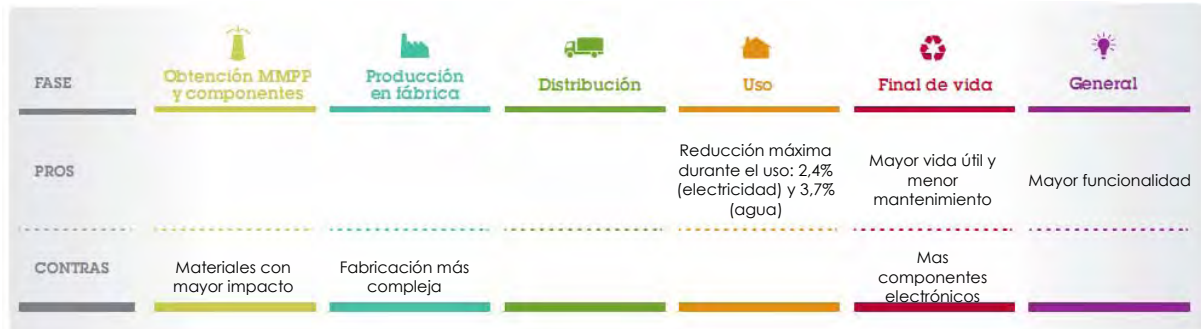 FASE
Obtención MMPP
y componentes
Producción
en fábrica
Distribución
Uso
Final de vida
General
PROS
Reducción máxima
durante el uso: 2,4%
(electricidad) y 3,7%
(agua)
Mayor vida útil y
menor
mantenimiento
Mayor funcionalidad
CONTRAS
Materiales con
mayor impacto
Fabricación más
compleja
Mas
componentes
electrónicos